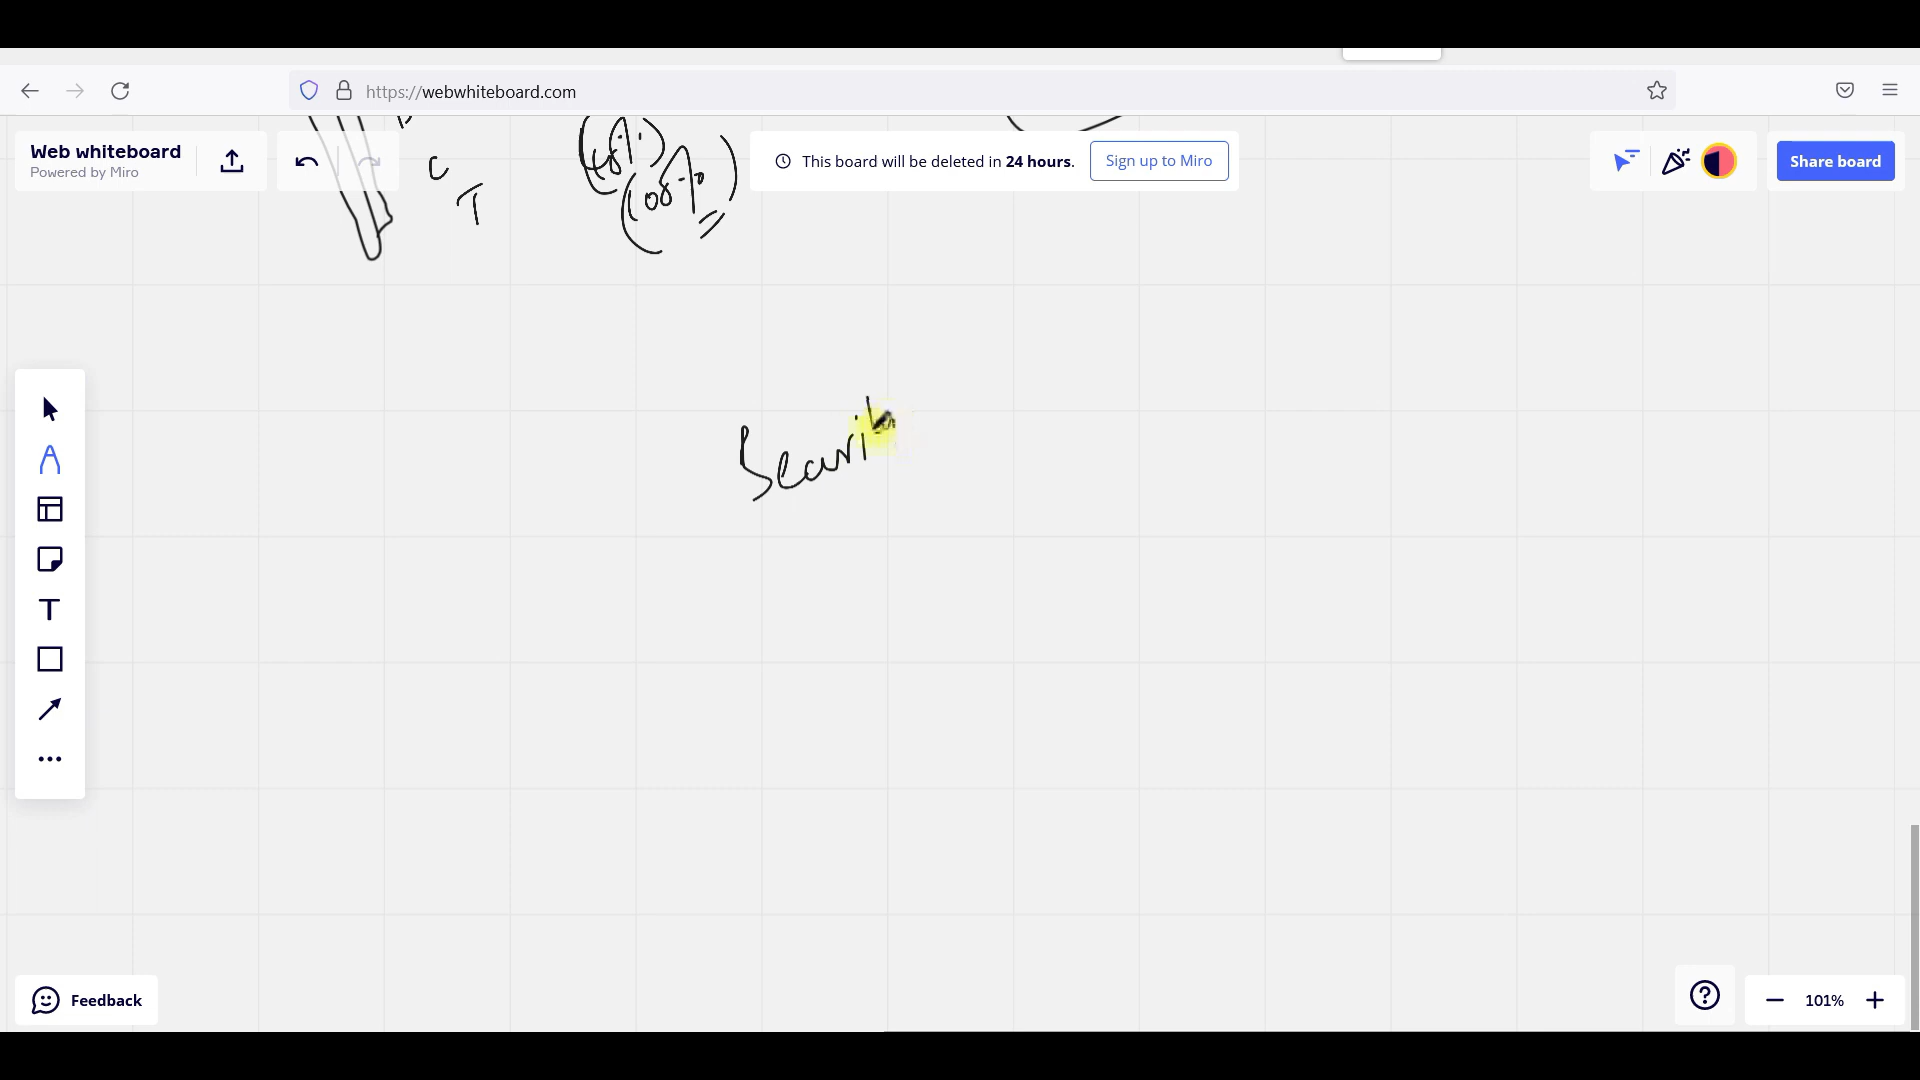 https://webwhiteboard.com
Web whiteboard
Powered by Miro
This board will be deleted in 24 hours.
Sign up to Miro
Share board
C
T
T
Feedback
101%